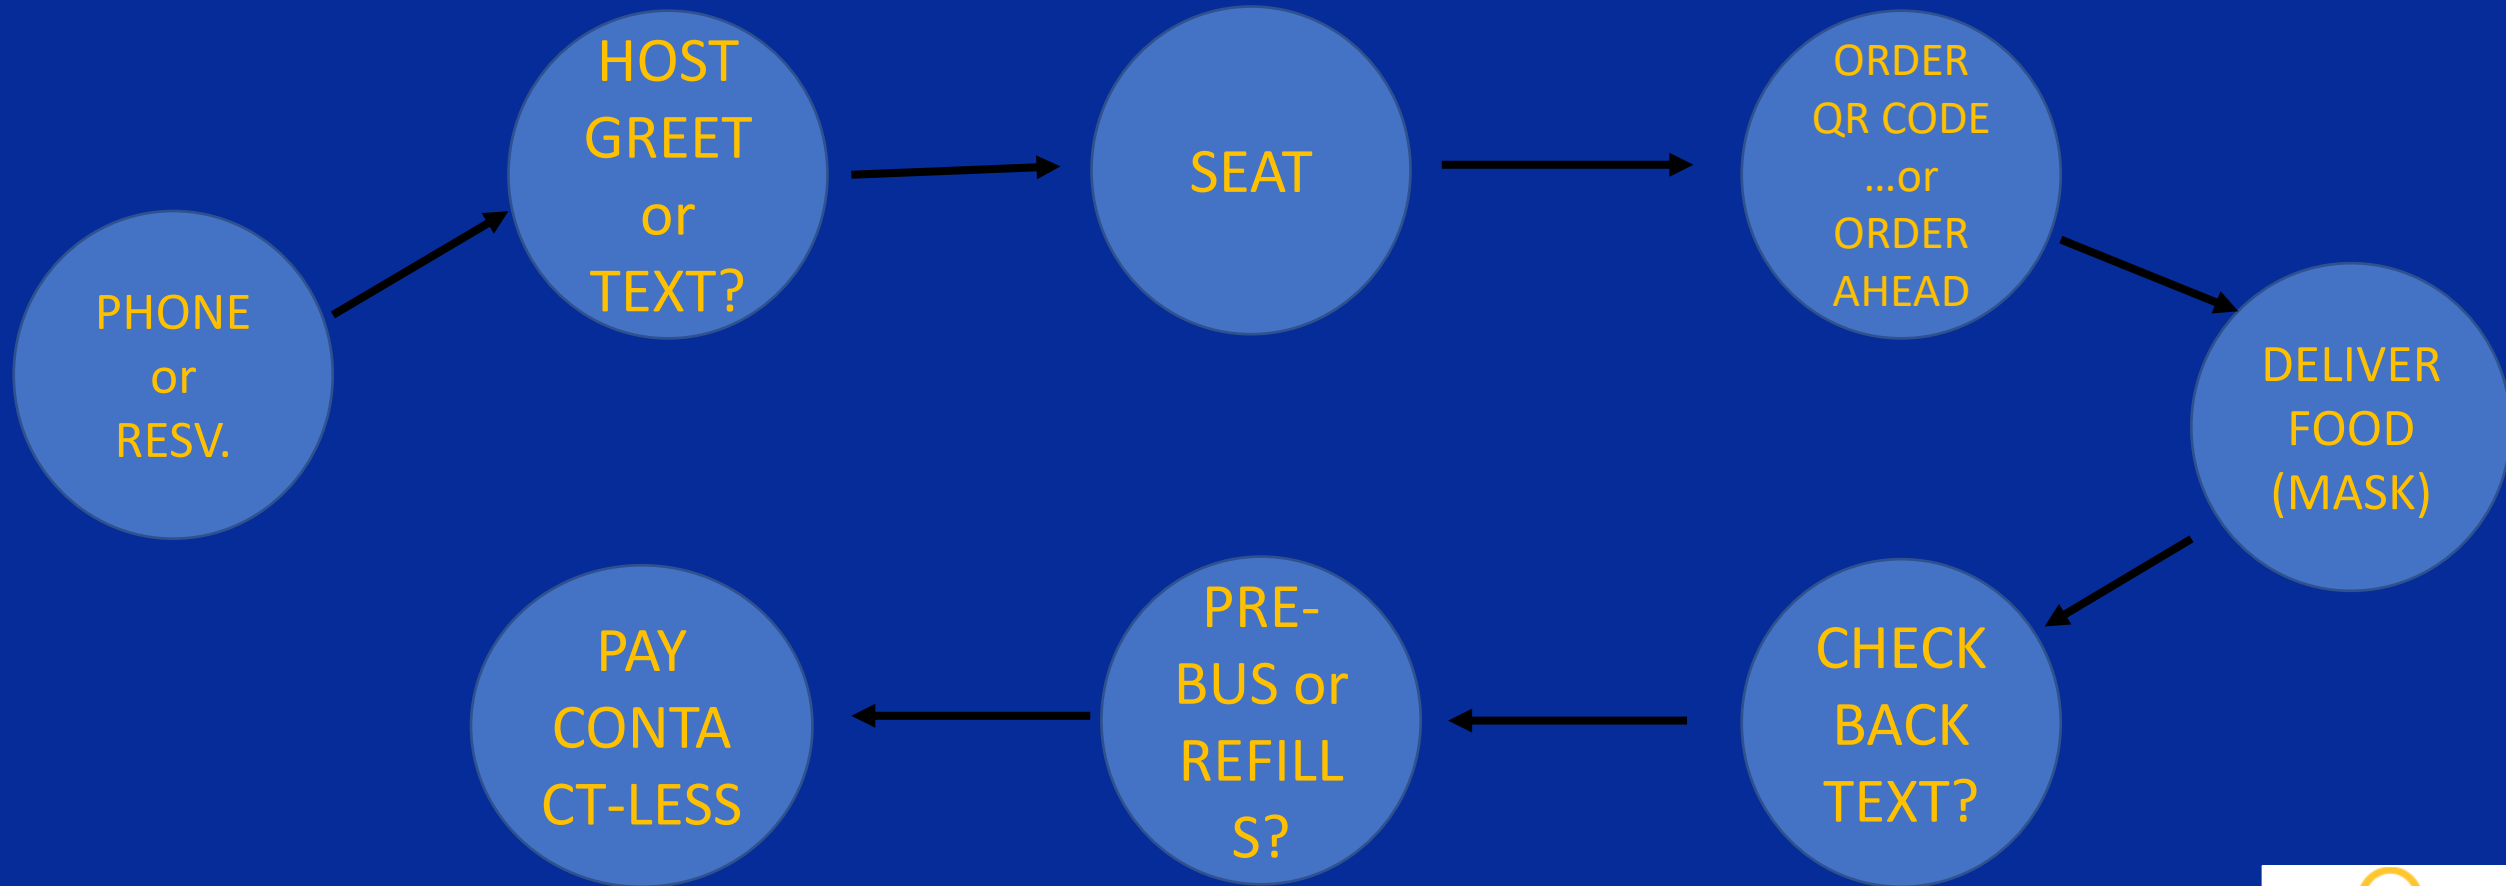 PHONE
or
RESV.
HOST
GREET
or
TEXT?
SEAT
ORDER
QR CODE
...or
ORDER
AHEAD
DELIVER
FOOD
(MASK)
CHECK
BACK
TEXT?
PRE-
BUS or
REFILL
S?
PAY
CONTA
CT-LESS